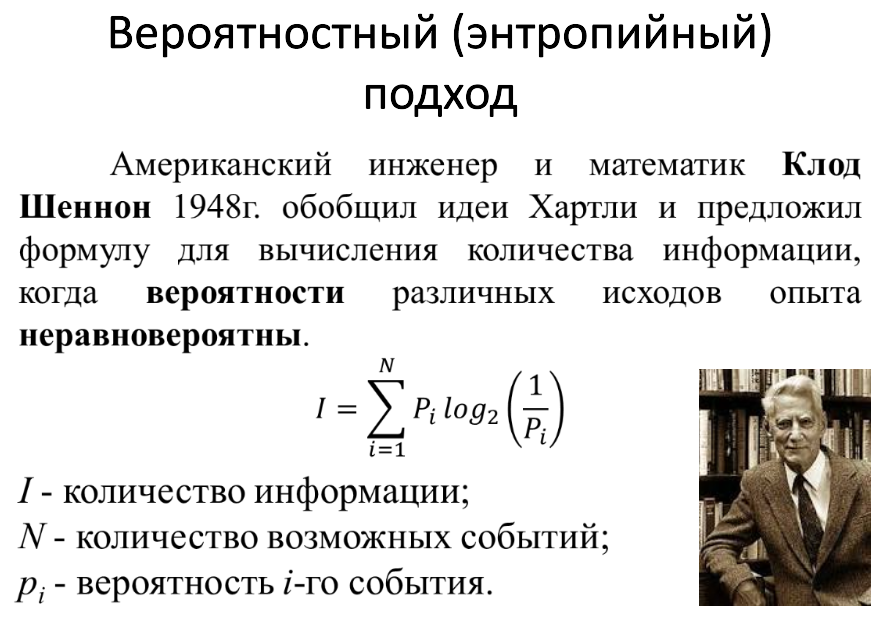 Вероятностный (энтропийный)
подход
Американский инженер и математик Клод
Шеннон 1948г. обобщил идеи Хартли и предложил
формулу для вычисления количества информации,
когда вероятности различных исходов опыта
неравновероятны.
I = ∑_{i=1}^{N} P_i log_2 (1/P_i)
I - количество информации;
N - количество возможных событий;
p_i - вероятность i-го события.